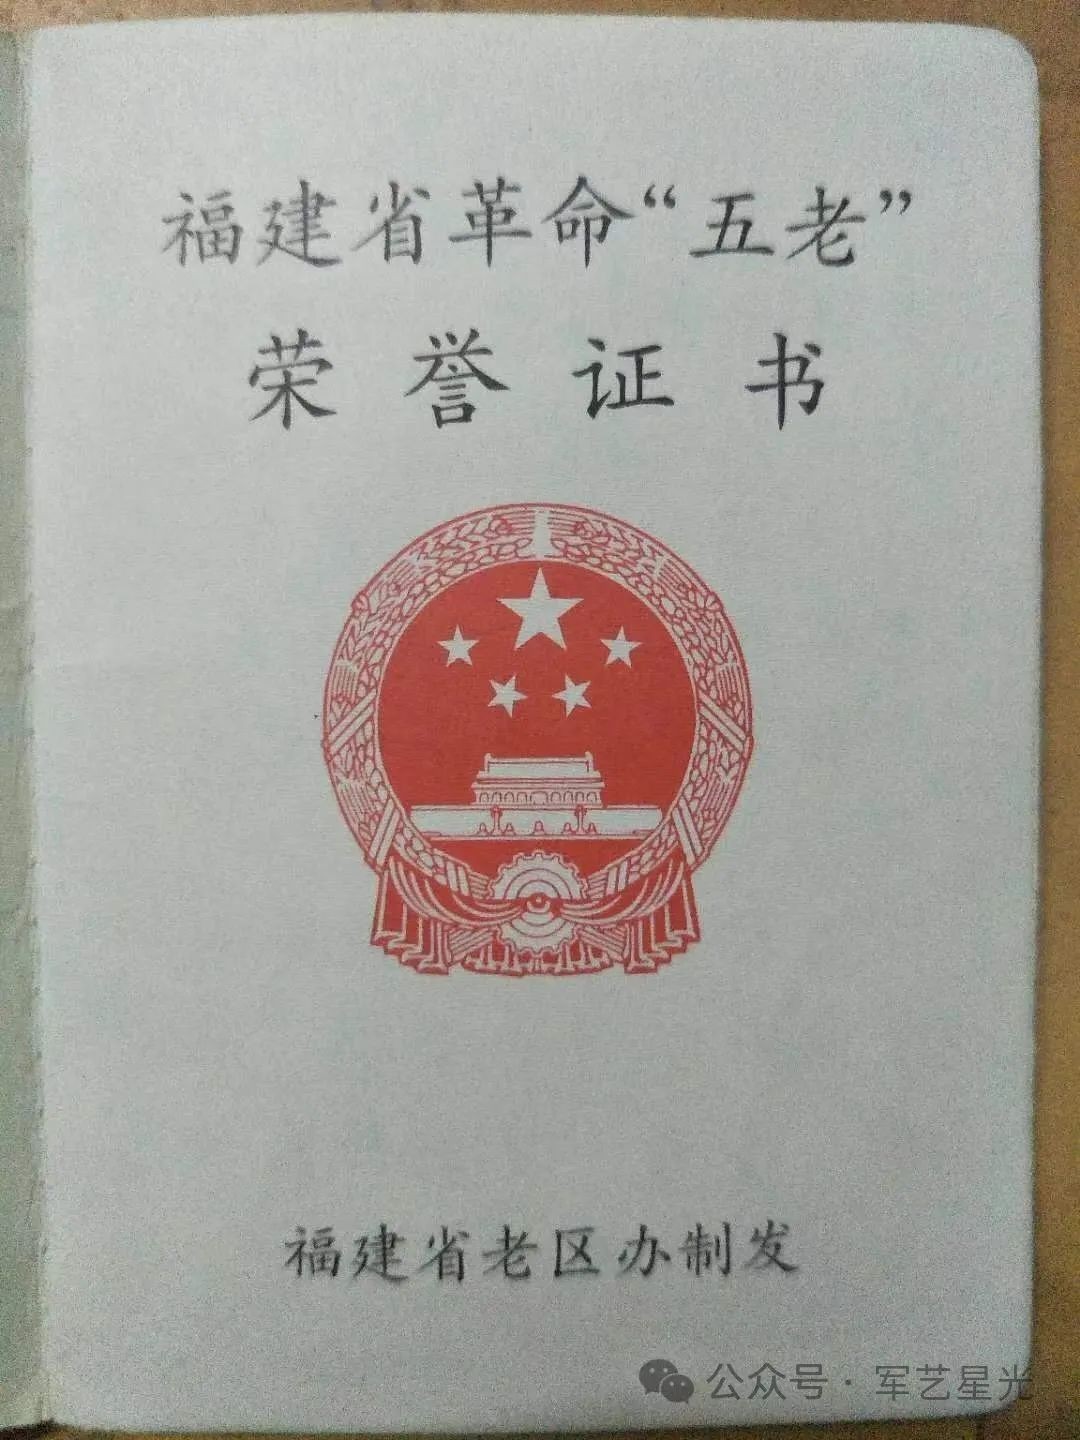 福建省革命“五老”
荣誉证书
福建省老区办制发
公众号·军艺星光